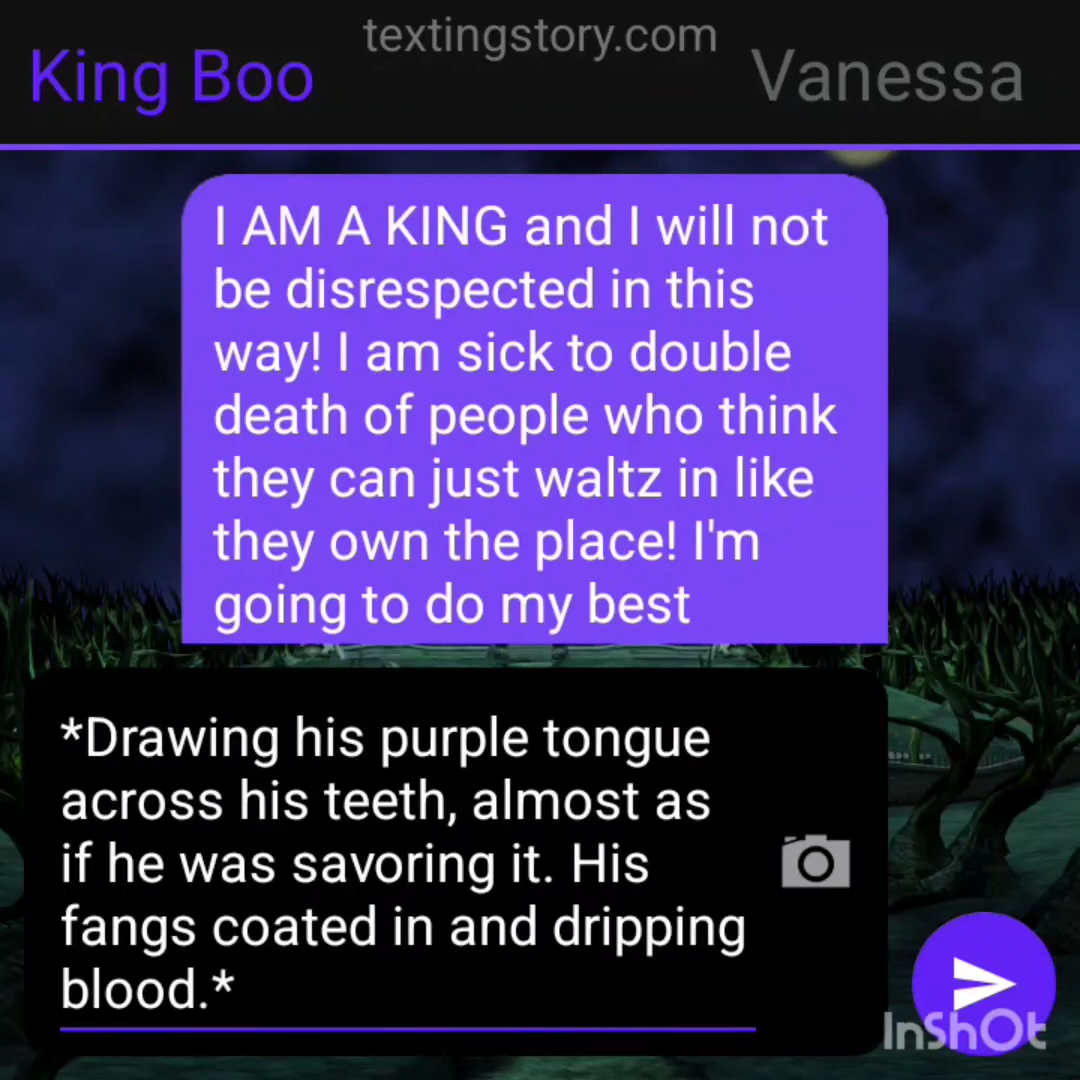 textingstory.com
King Boo
Vanessa
I AM A KING and I will not
be disrespected in this
way! I am sick to double
death of people who think
they can just waltz in like
they own the place! I'm
going to do my best
*Drawing his purple tongue
across his teeth, almost as
if he was savoring it. His
fangs coated in and dripping
blood.*
InShOt